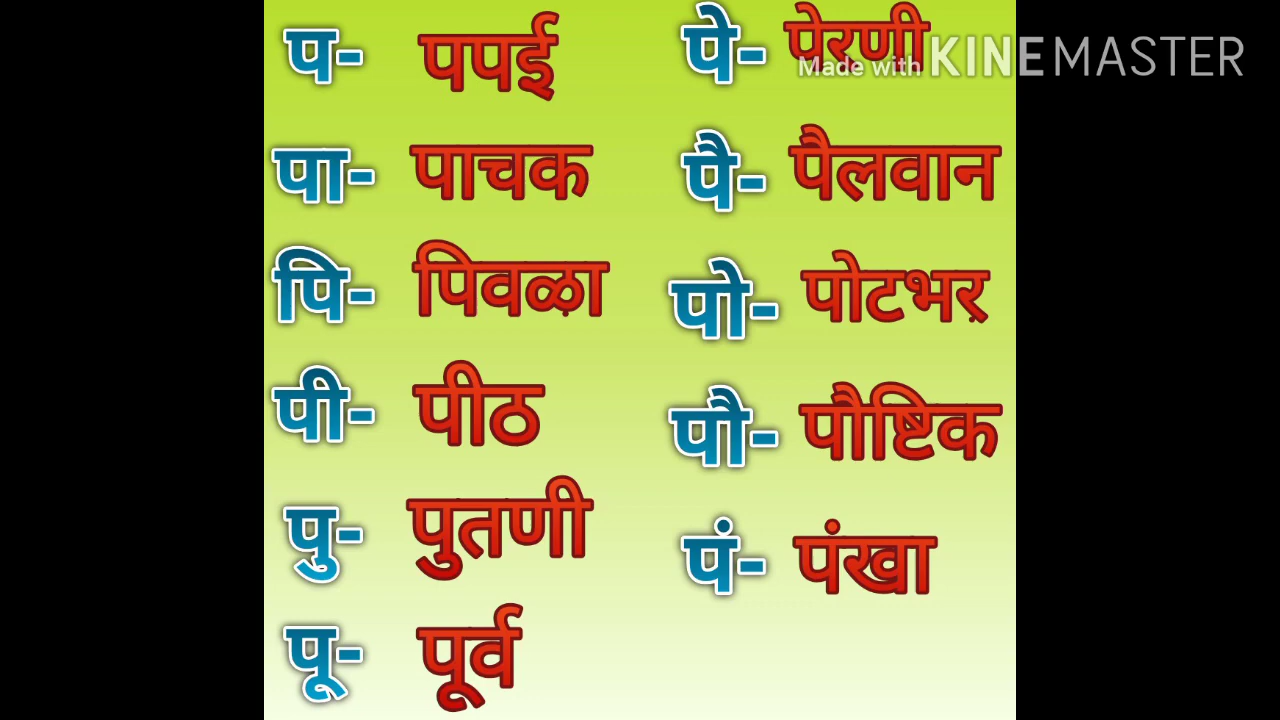 प- पपई
पा- पाचक
पि- पिवळा
पी- पीठ
पु- पुतणी
पू- पूर्व
पे- पेरणी
पै- पैलवान
पो- पोटभर
पौ- पौष्टिक
पं- पंखा
Made with KINEMASTER